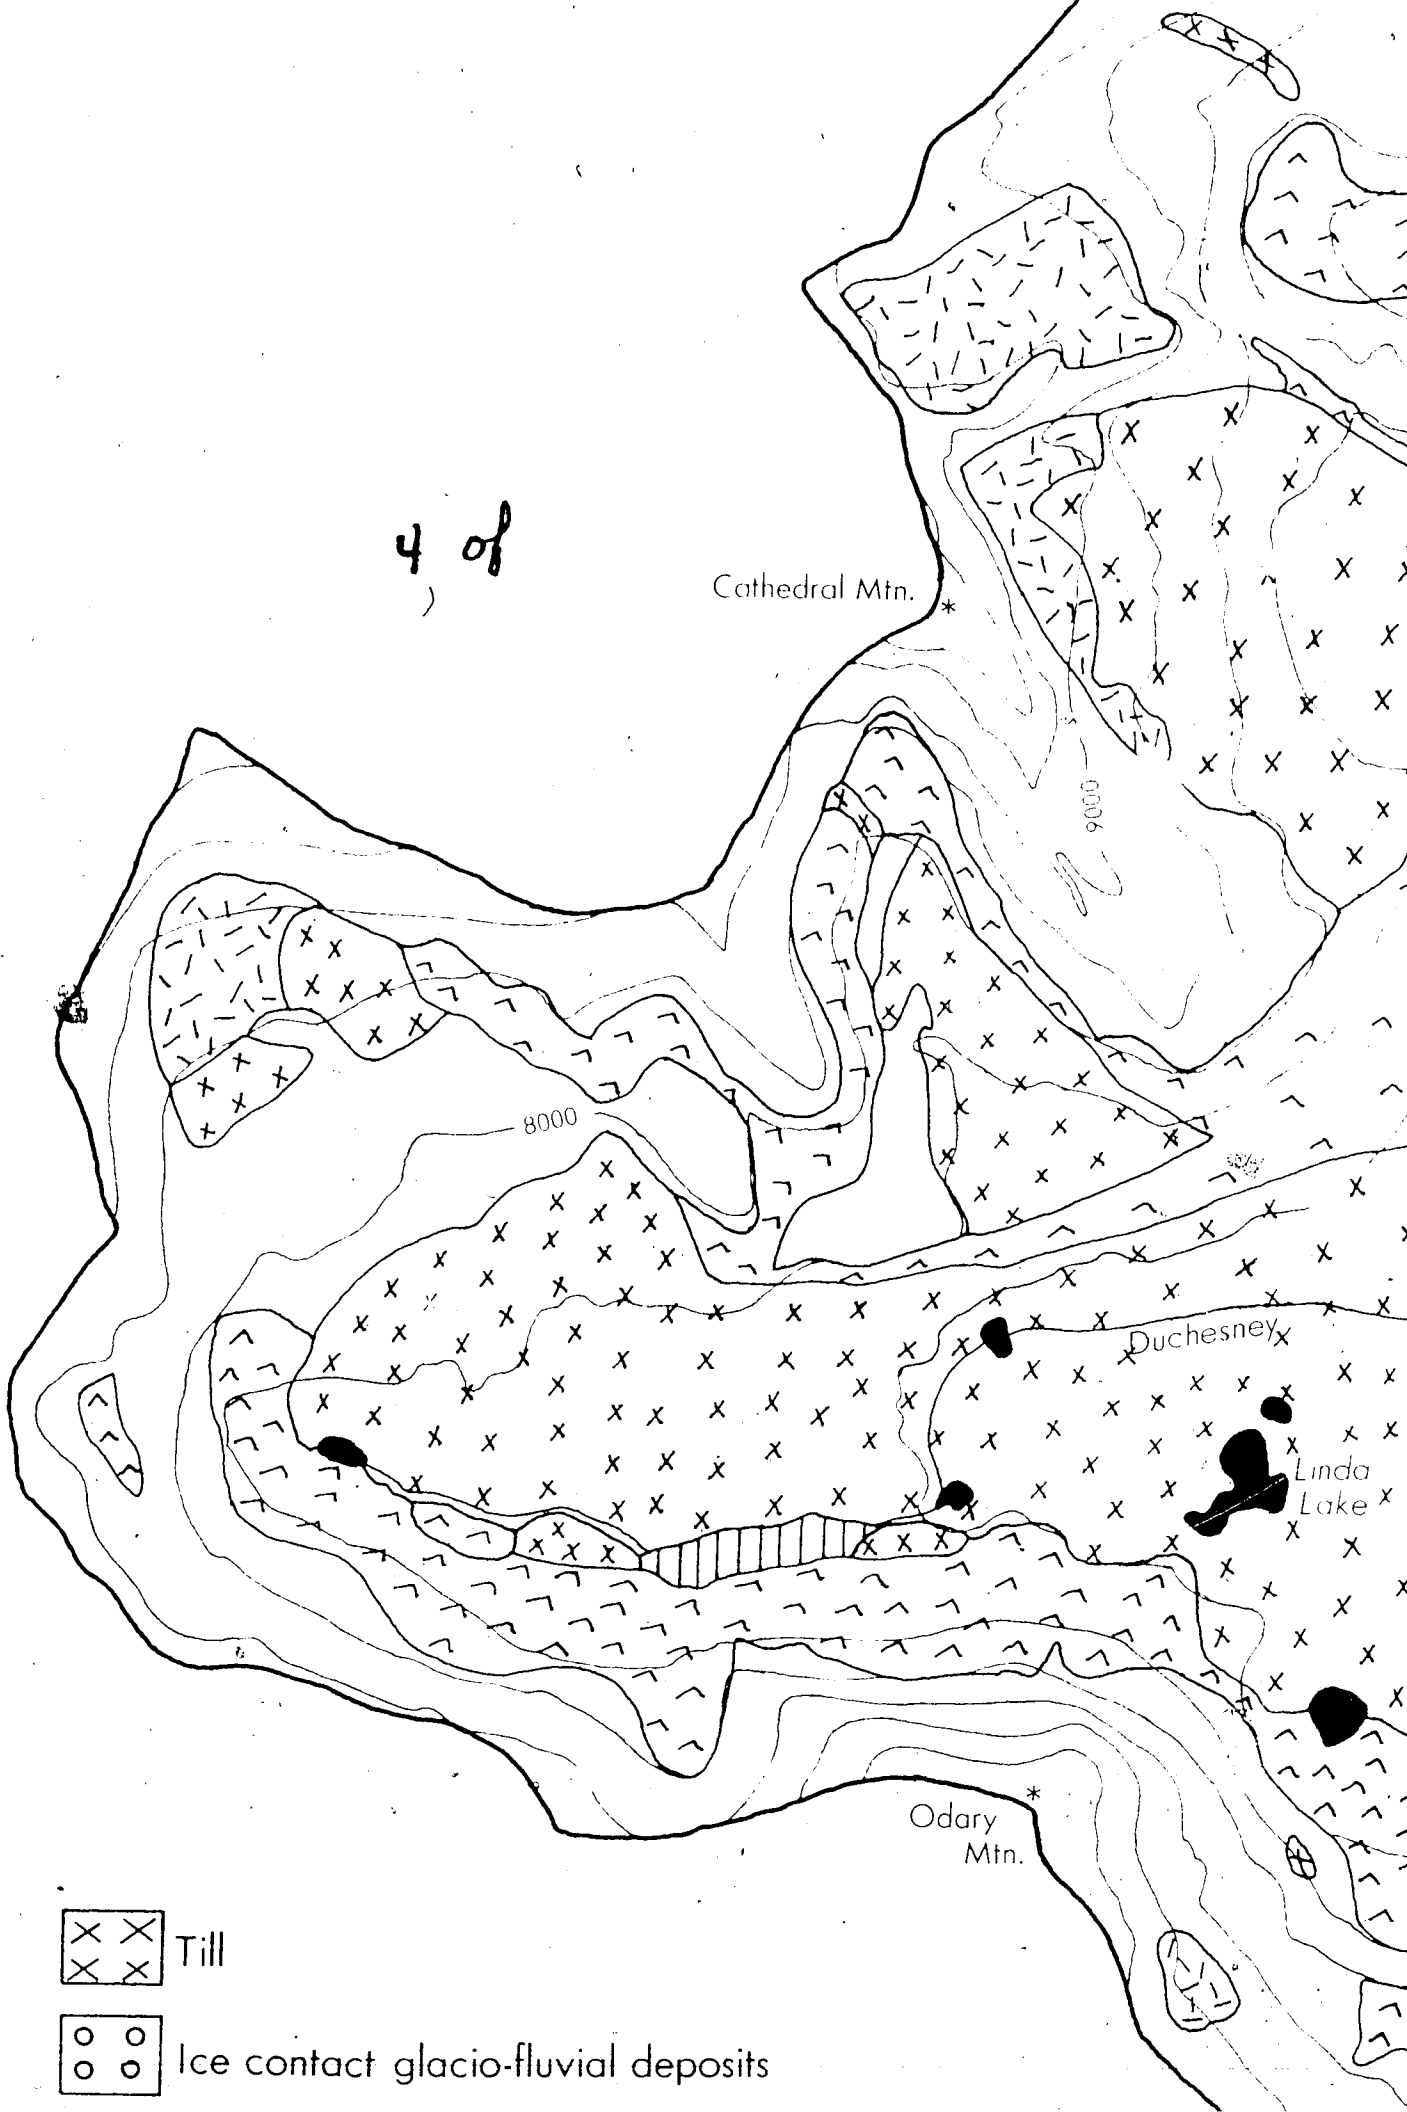 4 of
Cathedral Mtn.
9000
8000
Duchesney
Linda
Lake
Odary
Mtn.
Till
Ice contact glacio-fluvial deposits